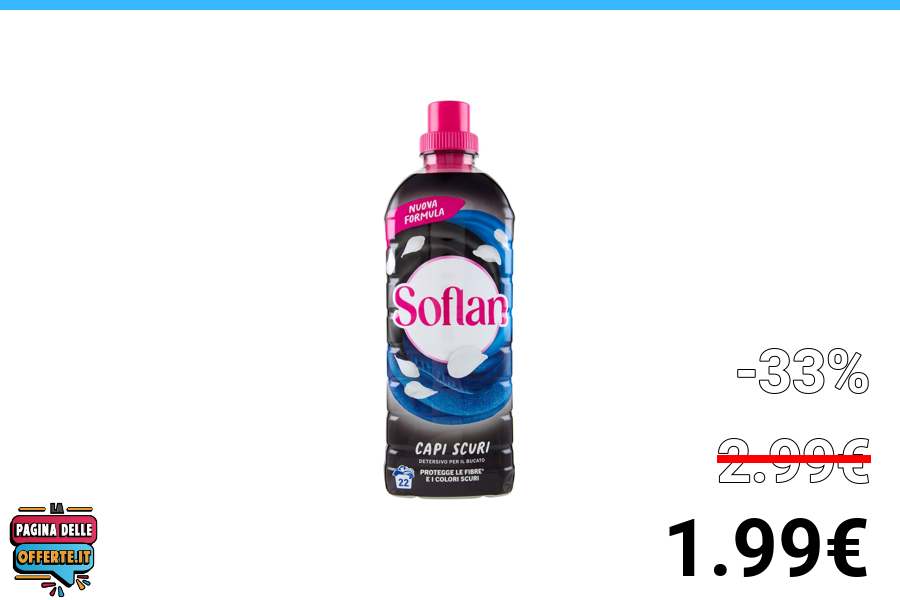 NUOVA
FORMULA
Soflan
CAPI SCURI
DETERSIVO PER IL BUCATO
PROTEGGE LE FIBRE*
E I COLORI SCURI
22
-33%
2.99€
1.99€
LA
PAGINA DELLE
OFFERTE.IT